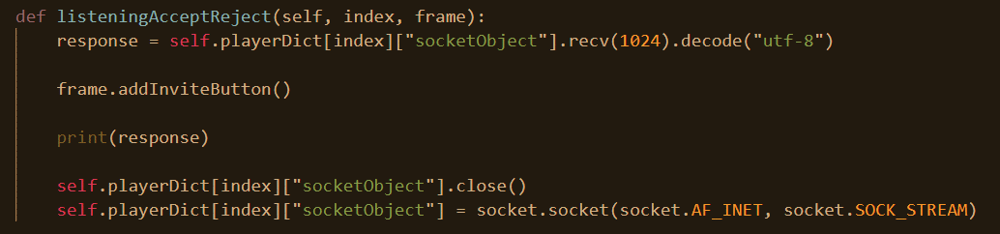 def listeningAcceptReject(self, index, frame):
response = self.playerDict[index]["socketObject"].recv(1024).decode("utf-8")
frame.addInviteButton()
print(response)
self.playerDict[index]["socketObject"].close()
self.playerDict[index]["socketObject"] = socket.socket(socket.AF_INET, socket.SOCK_STREAM)